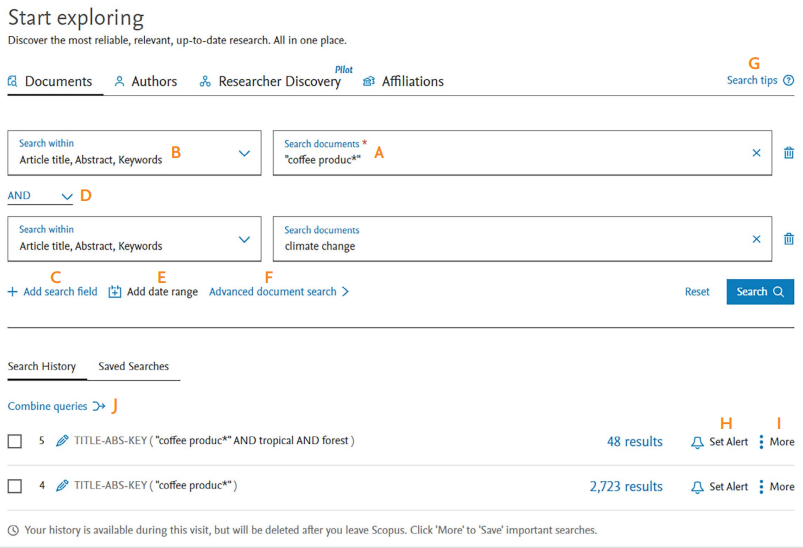 Start exploring
Discover the most reliable, relevant, up-to-date research. All in one place.
G
Pilot
Documents Authors Researcher Discovery Affiliations Search tips ?
Search within
Article title, Abstract, Keywords B
Search documents *
"coffee produc*" A
AND D
Search within
Article title, Abstract, Keywords
Search documents
climate change
C E F
+ Add search field Add date range Advanced document search > Reset Search
Search History Saved Searches
Combine queries J
H I
5 TITLE-ABS-KEY ( "coffee produc*" AND tropical AND forest ) 48 results Set Alert More
4 TITLE-ABS-KEY ( "coffee produc*" ) 2,723 results Set Alert More
Your history is available during this visit, but will be deleted after you leave Scopus. Click 'More' to 'Save' important searches.